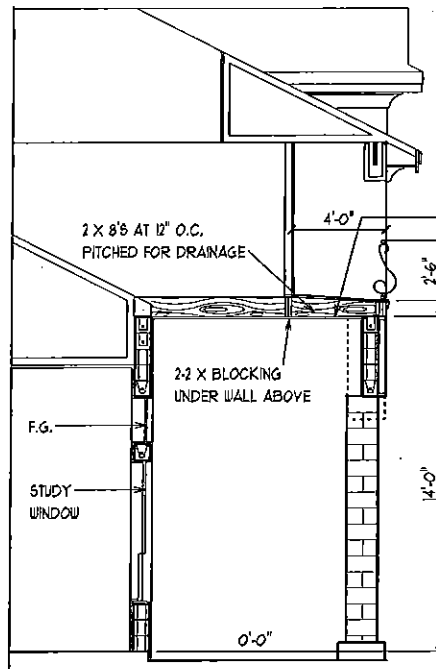 4'-0"
2 X 8'S AT 12" O.C.
PITCHED FOR DRAINAGE
2'-6"
2-2 X BLOCKING
UNDER WALL ABOVE
F.G.
STUDY
WINDOW
14'-0"
0'-0"